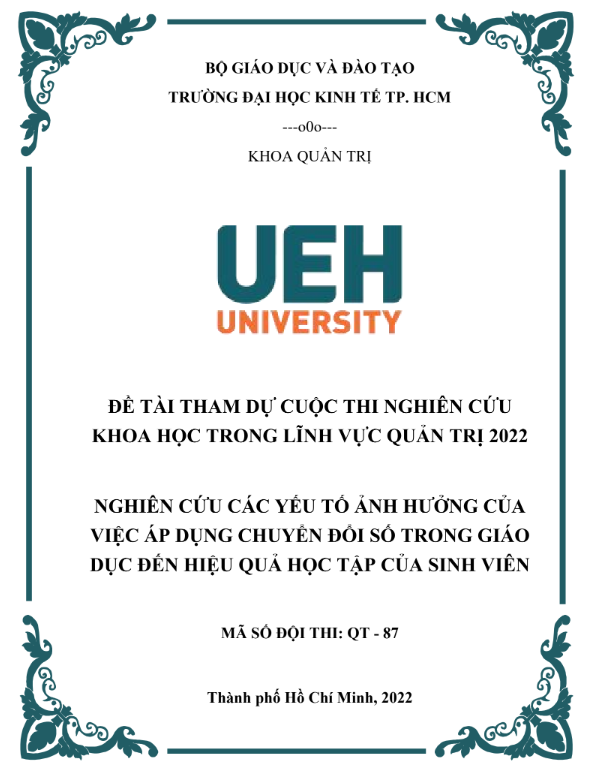 BỘ GIÁO DỤC VÀ ĐÀO TẠO
TRƯỜNG ĐẠI HỌC KINH TẾ TP. HCM
---o0o---
KHOA QUẢN TRỊ
UEH
UNIVERSITY
ĐỀ TÀI THAM DỰ CUỘC THI NGHIÊN CỨU
KHOA HỌC TRONG LĨNH VỰC QUẢN TRỊ 2022
NGHIÊN CỨU CÁC YẾU TỐ ẢNH HƯỞNG CỦA
VIỆC ÁP DỤNG CHUYỂN ĐỔI SỐ TRONG GIÁO
DỤC ĐẾN HIỆU QUẢ HỌC TẬP CỦA SINH VIÊN
MÃ SỐ ĐỘI THI: QT - 87
Thành phố Hồ Chí Minh, 2022